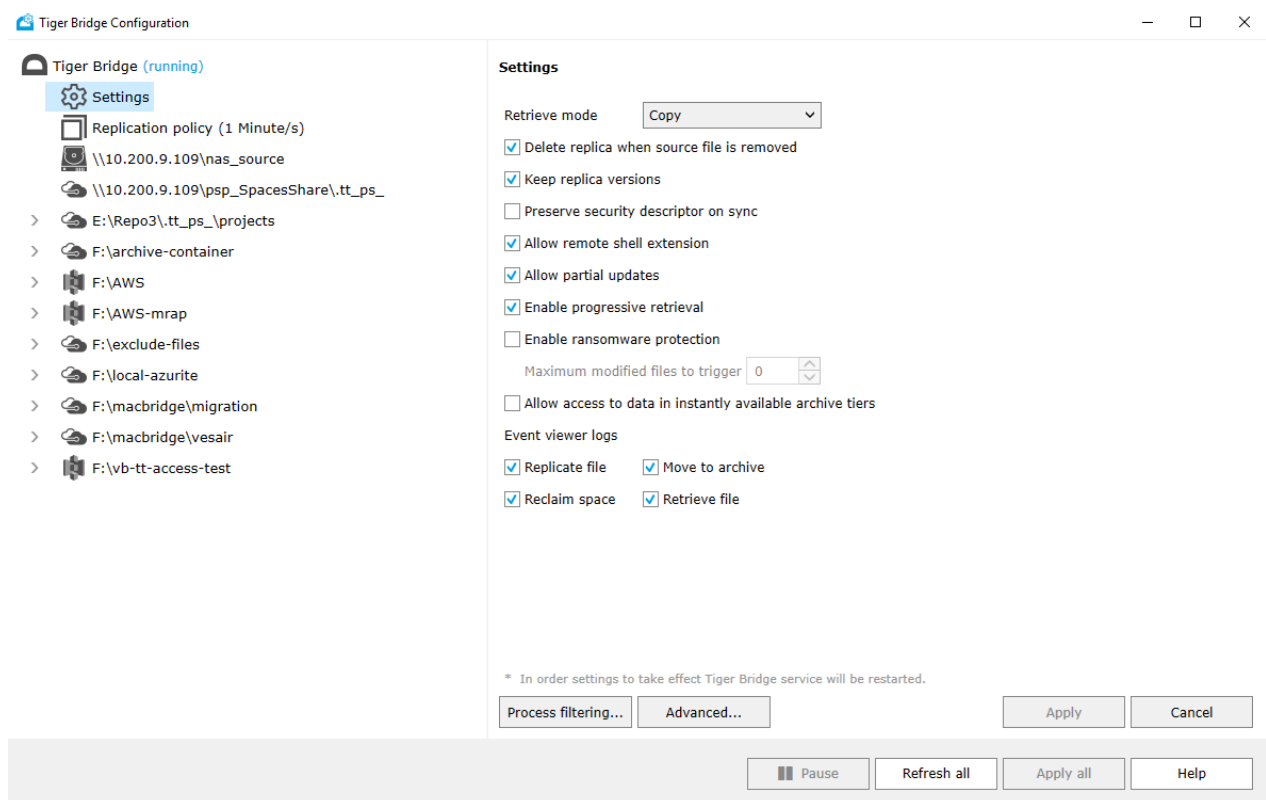 Tiger Bridge Configuration
Tiger Bridge (running)
Settings
Replication policy (1 Minute/s)
\\10.200.9.109\nas_source
\\10.200.9.109\psp_SpacesShare\.tt_ps_
E:\Repo3\.tt_ps_\projects
F:\archive-container
F:\AWS
F:\AWS-mrap
F:\exclude-files
F:\local-azurite
F:\macbridge\migration
F:\macbridge\vesair
F:\vb-tt-access-test
Settings
Retrieve mode Copy
Delete replica when source file is removed
Keep replica versions
Preserve security descriptor on sync
Allow remote shell extension
Allow partial updates
Enable progressive retrieval
Enable ransomware protection
Maximum modified files to trigger 0
Allow access to data in instantly available archive tiers
Event viewer logs
Replicate file Move to archive
Reclaim space Retrieve file
* In order settings to take effect Tiger Bridge service will be restarted.
Process filtering... Advanced... Apply Cancel
Pause Refresh all Apply all Help